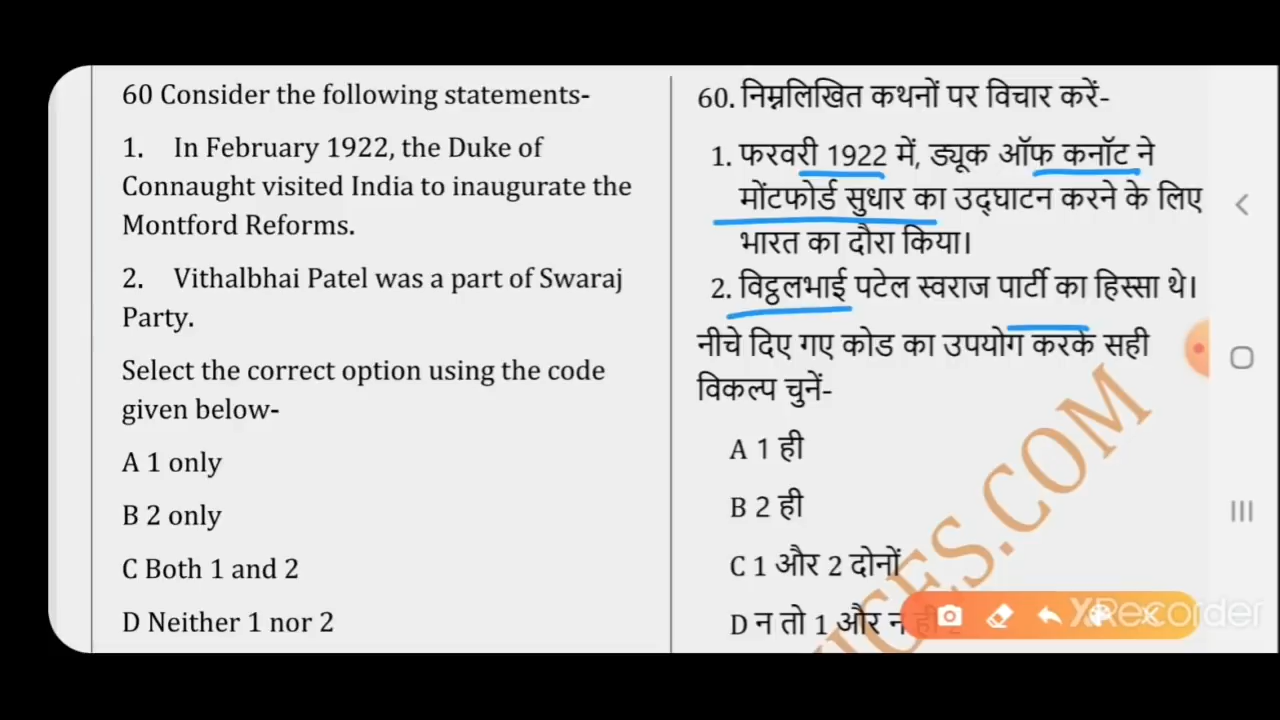 60 Consider the following statements-
1. In February 1922, the Duke of
Connaught visited India to inaugurate the
Montford Reforms.
2. Vithalbhai Patel was a part of Swaraj
Party.
Select the correct option using the code
given below-
A 1 only
B 2 only
C Both 1 and 2
D Neither 1 nor 2
60. निम्नलिखित कथनों पर विचार करें-
1. फरवरी 1922 में, ड्यूक ऑफ कनॉट ने
मोंटफोर्ड सुधार का उद्घाटन करने के लिए
भारत का दौरा किया।
2. विट्ठलभाई पटेल स्वराज पार्टी का हिस्सा थे।
नीचे दिए गए कोड का उपयोग करके सही
विकल्प चुनें-
A 1 ही
B 2 ही
C 1 और 2 दोनों
D न तो 1 और न ही 2
XRecorder